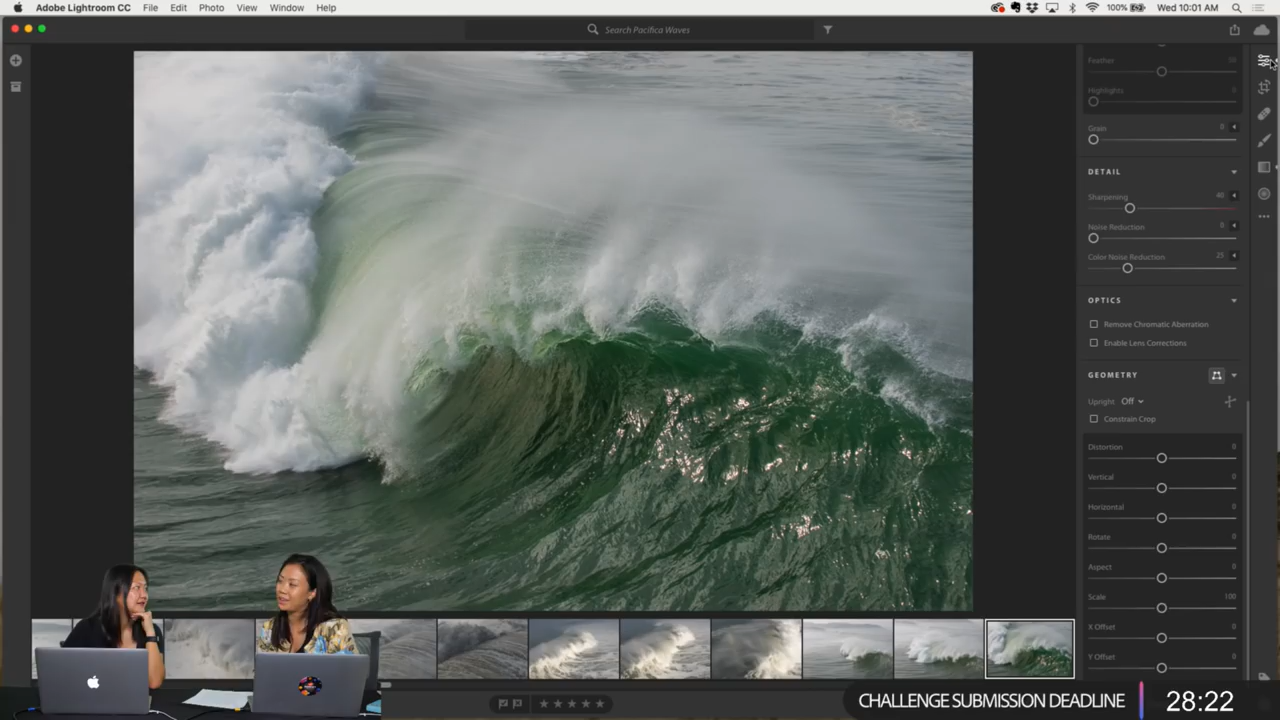 Adobe Lightroom CC File Edit Photo View Window Help
100% Wed 10:01 AM
Search Pacifica Waves
Feather
Highlights 0
Grain 0
DETAIL
Sharpening 40
Noise Reduction 0
Color Noise Reduction 25
OPTICS
Remove Chromatic Aberration
Enable Lens Corrections
GEOMETRY
Upright Off
Constrain Crop
Distortion 0
Vertical 0
Horizontal 0
Rotate 0
Aspect 0
Scale 100
X Offset 0
Y Offset 0
CHALLENGE SUBMISSION DEADLINE 28:22